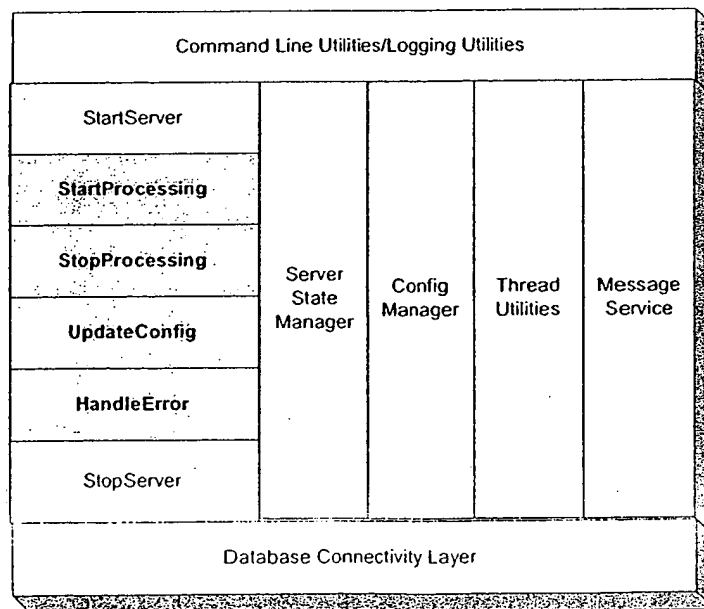 Command Line Utilities/Logging Utilities
StartServer
StartProcessing
StopProcessing
UpdateConfig
HandleError
StopServer
Server
State
Manager
Config
Manager
Thread
Utilities
Message
Service
Database Connectivity Layer